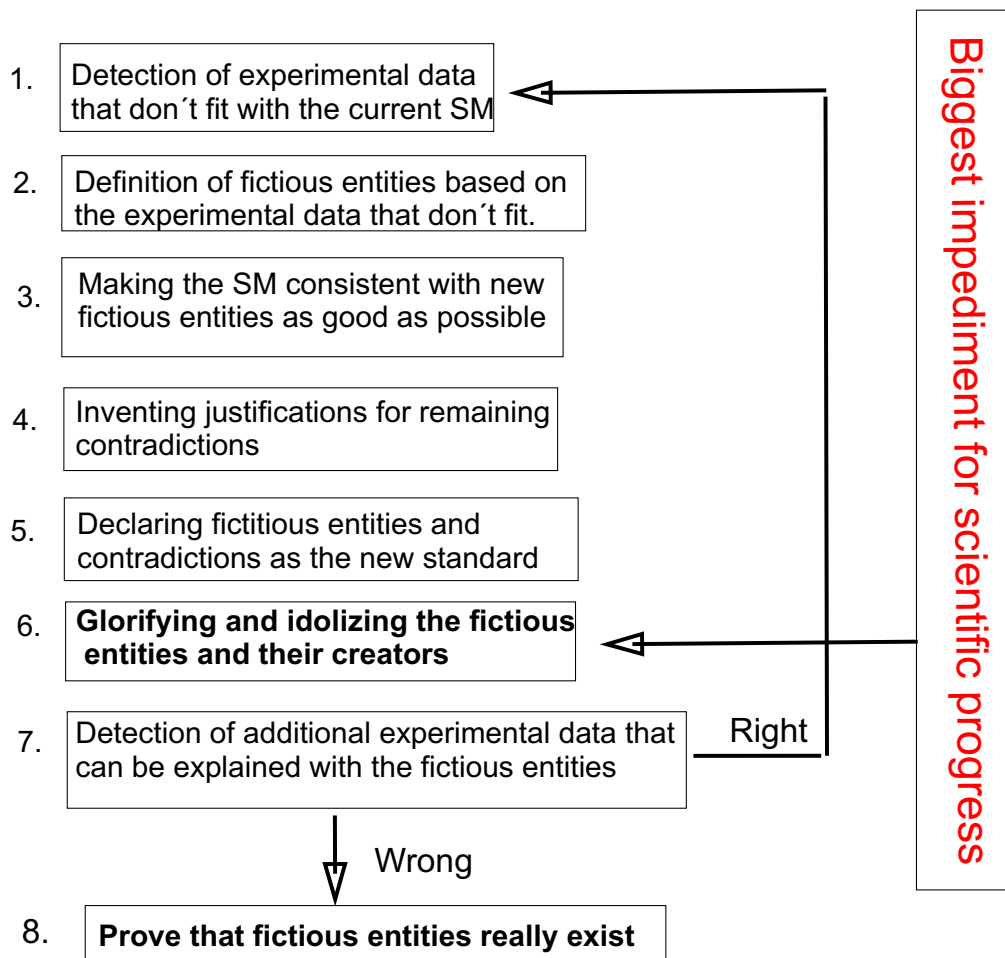 1.
Detection of experimental data
that don´t fit with the current SM
2.
Definition of fictious entities based on
the experimental data that don´t fit.
3.
Making the SM consistent with new
fictious entities as good as possible
4.
Inventing justifications for remaining
contradictions
5.
Declaring fictitious entities and
contradictions as the new standard
6.
Glorifying and idolizing the fictious
entities and their creators
7.
Detection of additional experimental data that
can be explained with the fictious entities
Right
Wrong
8.
Prove that fictious entities really exist
Biggest impediment for scientific progress